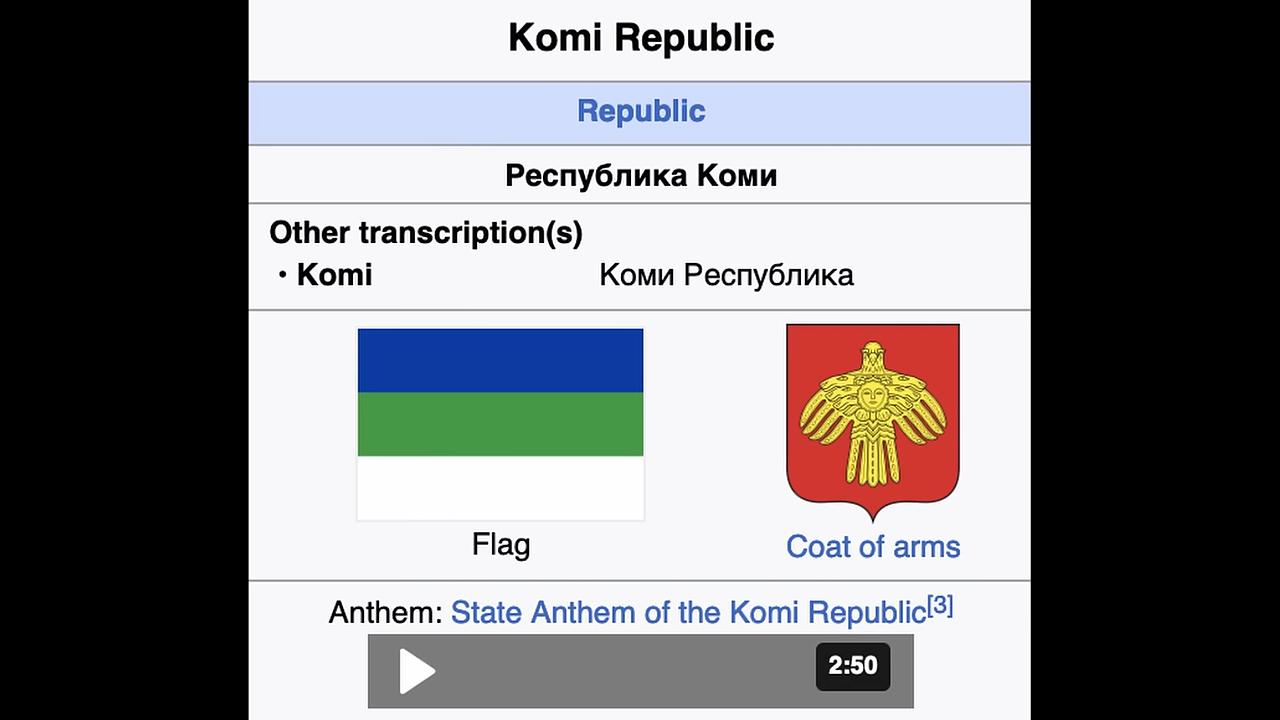 Komi Republic
Republic
Республика Коми
Other transcription(s)
• Komi Коми Республика
Flag
Coat of arms
Anthem: State Anthem of the Komi Republic[3]
2:50